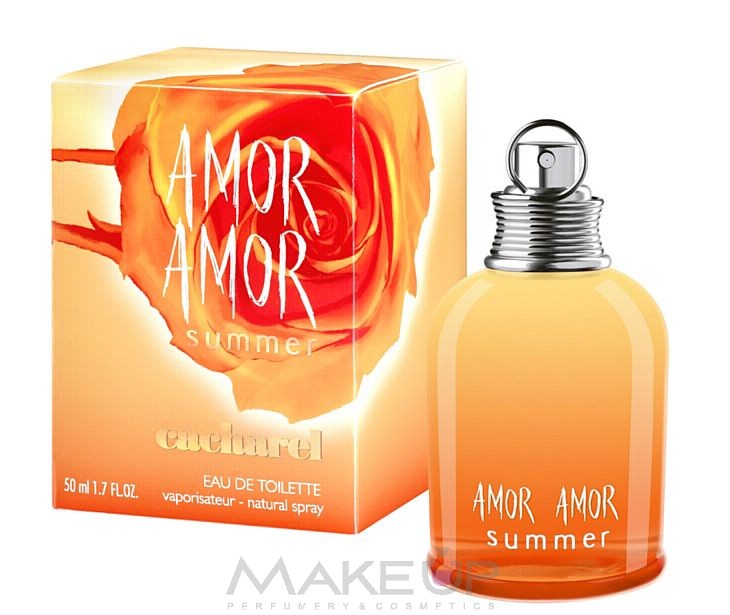 AMOR
AMOR
summer
cacharel
50 ml 1.7 FL.OZ.
EAU DE TOILETTE
vaporisateur - natural spray
AMOR AMOR
summer
MAKEUP
PERFUMERY & COSMETICS